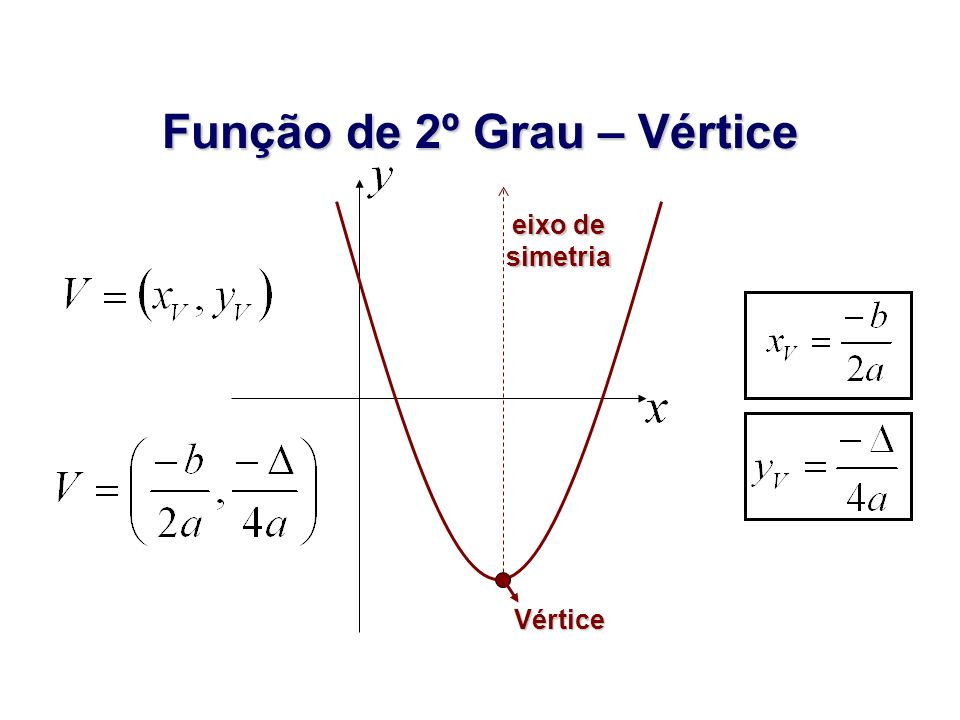 Função de 2º Grau – Vértice
y
eixo de
simetria
V = (x_V , y_V)
x_V = -b/2a
x
V = (-b/2a , -Δ/4a)
y_V = -Δ/4a
Vértice